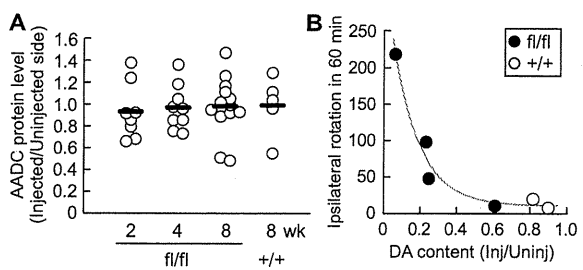 A
AADC protein level
(Injected/Uninjected side)
1.6
1.4
1.2
1.0
0.8
0.6
0.4
0.2
0
2 4 8 8 wk
fl/fl +/+
B
Ipsilateral rotation in 60 min
250
200
150
100
50
0
fl/fl
+/+
0 0.2 0.4 0.6 0.8 1.0
DA content (Inj/Uninj)